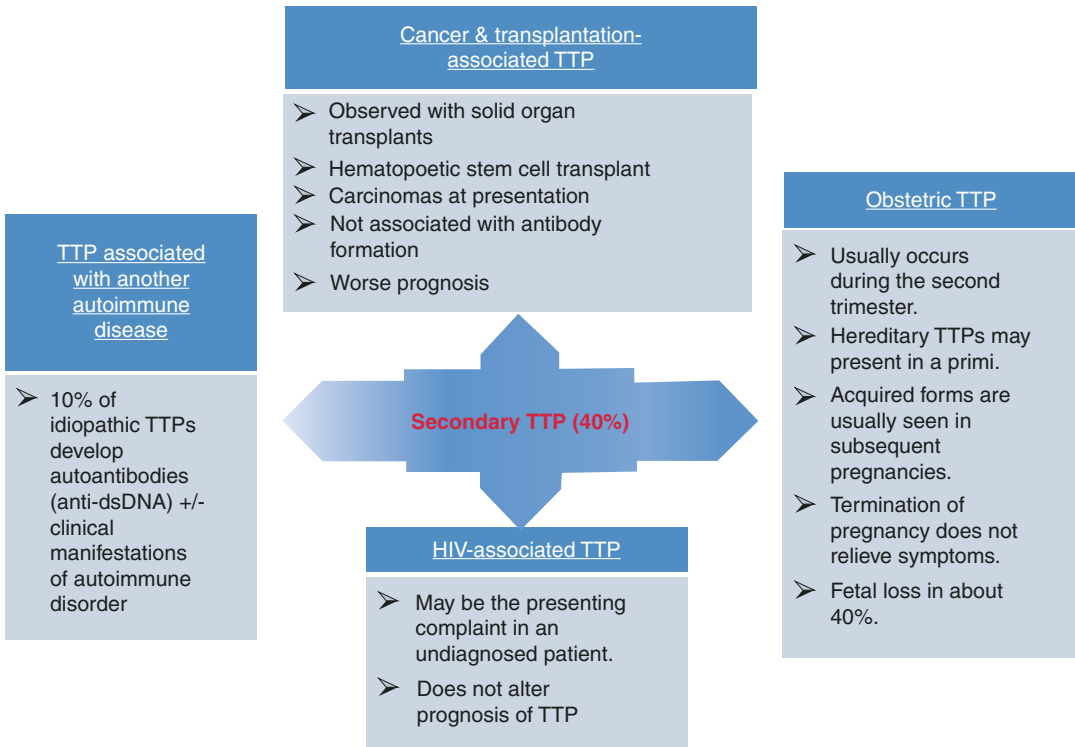 Cancer & transplantation-
associated TTP
➢ Observed with solid organ
transplants
➢ Hematopoetic stem cell transplant
➢ Carcinomas at presentation
➢ Not associated with antibody
formation
➢ Worse prognosis
TTP associated
with another
autoimmune
disease
➢ 10% of
idiopathic TTPs
develop
autoantibodies
(anti-dsDNA) +/-
clinical
manifestations
of autoimmune
disorder
Secondary TTP (40%)
Obstetric TTP
➢ Usually occurs
during the second
trimester.
➢ Hereditary TTPs may
present in a primi.
➢ Acquired forms are
usually seen in
subsequent
pregnancies.
➢ Termination of
pregnancy does not
relieve symptoms.
➢ Fetal loss in about
40%.
HIV-associated TTP
➢ May be the presenting
complaint in an
undiagnosed patient.
➢ Does not alter
prognosis of TTP